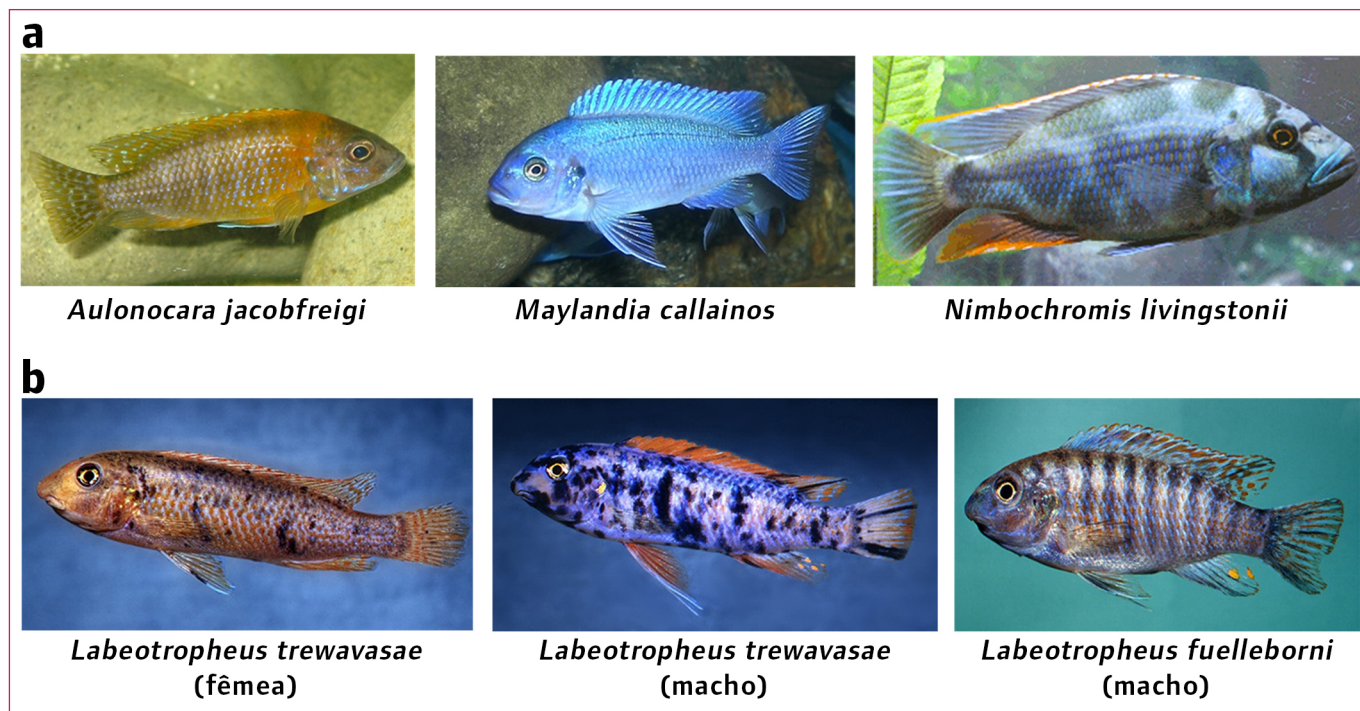 a
Aulonocara jacobfreigi
Maylandia callainos
Nimbochromis livingstonii
b
Labeotropheus trewavasae
(fêmea)
Labeotropheus trewavasae
(macho)
Labeotropheus fuelleborni
(macho)